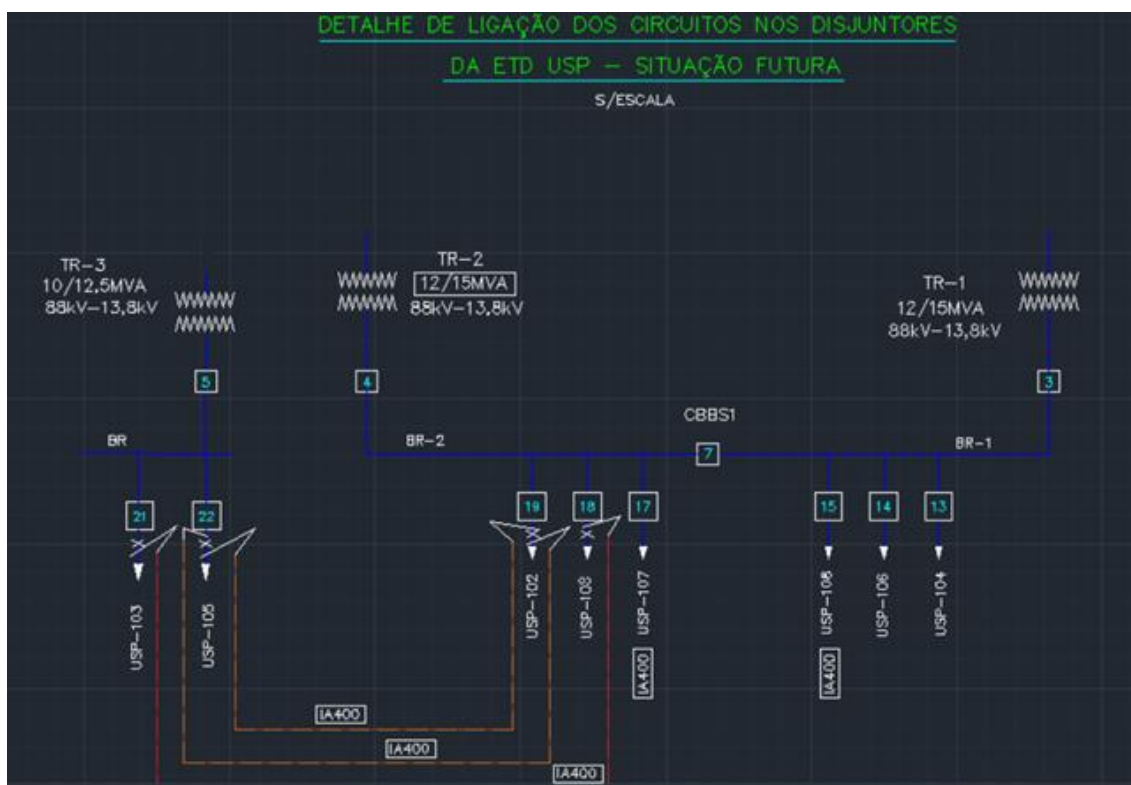 DETALHE DE LIGAÇÃO DOS CIRCUITOS NOS DISJUNTORES
DA ETD USP – SITUAÇÃO FUTURA
S/ESCALA
TR-3
10/12.5MVA
88kV-13,8kV
TR-2
12/15MVA
88kV-13,8kV
TR-1
12/15MVA
88kV-13,8kV
5
4
3
CBBS1
BR
BR-2
7
BR-1
21
22
19
18
17
15
14
13
USP-103
USP-105
USP-102
USP-108
USP-107
USP-108
USP-106
USP-104
IA400
IA400
IA400
IA400
IA400